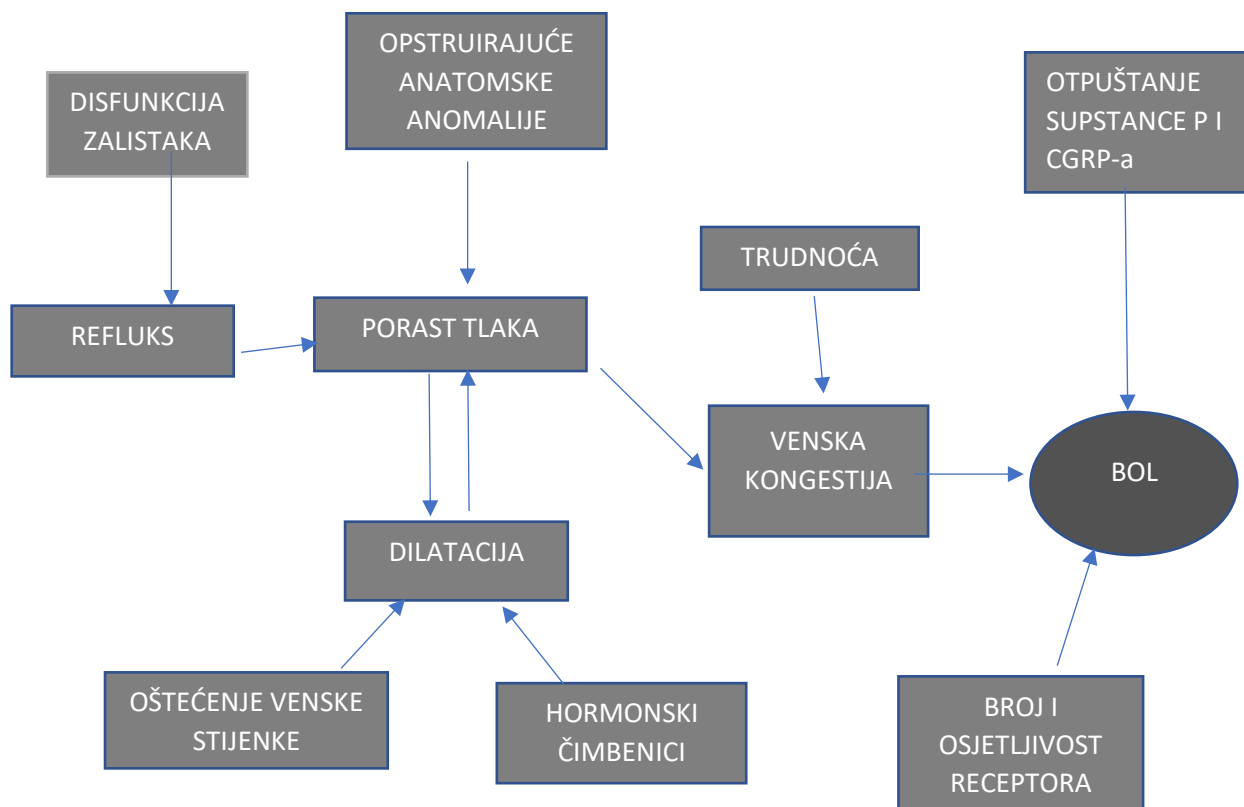 OPSTRUIRAJUĆE
ANATOMSKE
ANOMALIJE
DISFUNKCIJA
ZALISTAKA
OTPUŠTANJE
SUPSTANCE P I
CGRP-a
TRUDNOĆA
REFLUKS
PORAST TLAKA
VENSKA
KONGESTIJA
BOL
DILATACIJA
OŠTEĆENJE VENSKE
STIJENKE
HORMONSKI
ČIMBENICI
BROJ I
OSJETLJIVOST
RECEPTORA